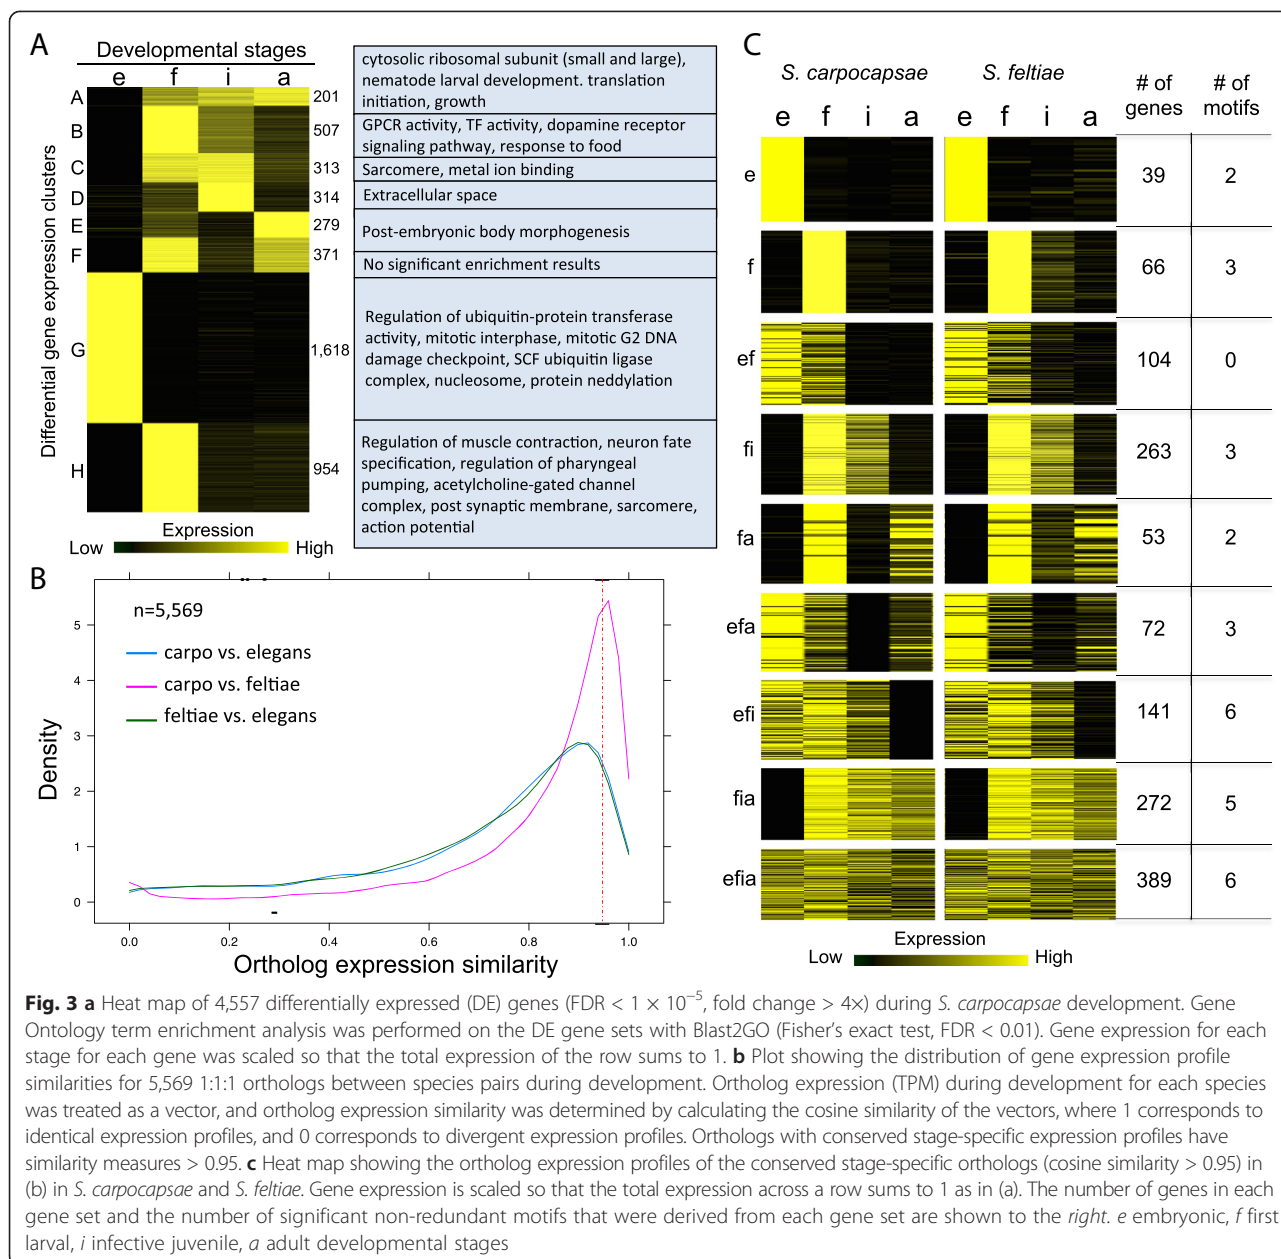 A
Developmental stages
e f i a
Differential gene expression clusters
A 201
B 507
C 313
D 314
E 279
F 371
G 1,618
H 954
cytosolic ribosomal subunit (small and large),
nematode larval development. translation
initiation, growth
GPCR activity, TF activity, dopamine receptor
signaling pathway, response to food
Sarcomere, metal ion binding
Extracellular space
Post-embryonic body morphogenesis
No significant enrichment results
Regulation of ubiquitin-protein transferase
activity, mitotic interphase, mitotic G2 DNA
damage checkpoint, SCF ubiquitin ligase
complex, nucleosome, protein neddylation
Regulation of muscle contraction, neuron fate
specification, regulation of pharyngeal
pumping, acetylcholine-gated channel
complex, post synaptic membrane, sarcomere,
action potential
Expression
Low High
B
n=5,569
carpo vs. elegans
carpo vs. feltiae
feltiae vs. elegans
Density
5
4
3
2
1
0
0.0 0.2 0.4 0.6 0.8 1.0
Ortholog expression similarity
C
S. carpocapsae S. feltiae
# of genes # of motifs
e f i a e f i a
e 39 2
f 66 3
ef 104 0
fi 263 3
fa 53 2
efa 72 3
efi 141 6
fia 272 5
efia 389 6
Expression
Low High
Fig. 3 a Heat map of 4,557 differentially expressed (DE) genes (FDR < 1 × 10⁻⁵, fold change > 4×) during S. carpocapsae development. Gene
Ontology term enrichment analysis was performed on the DE gene sets with Blast2GO (Fisher's exact test, FDR < 0.01). Gene expression for each
stage for each gene was scaled so that the total expression of the row sums to 1. b Plot showing the distribution of gene expression profile
similarities for 5,569 1:1:1 orthologs between species pairs during development. Ortholog expression (TPM) during development for each species
was treated as a vector, and ortholog expression similarity was determined by calculating the cosine similarity of the vectors, where 1 corresponds to
identical expression profiles, and 0 corresponds to divergent expression profiles. Orthologs with conserved stage-specific expression profiles have
similarity measures > 0.95. c Heat map showing the ortholog expression profiles of the conserved stage-specific orthologs (cosine similarity > 0.95) in
(b) in S. carpocapsae and S. feltiae. Gene expression is scaled so that the total expression across a row sums to 1 as in (a). The number of genes in each
gene set and the number of significant non-redundant motifs that were derived from each gene set are shown to the right. e embryonic, f first
larval, i infective juvenile, a adult developmental stages